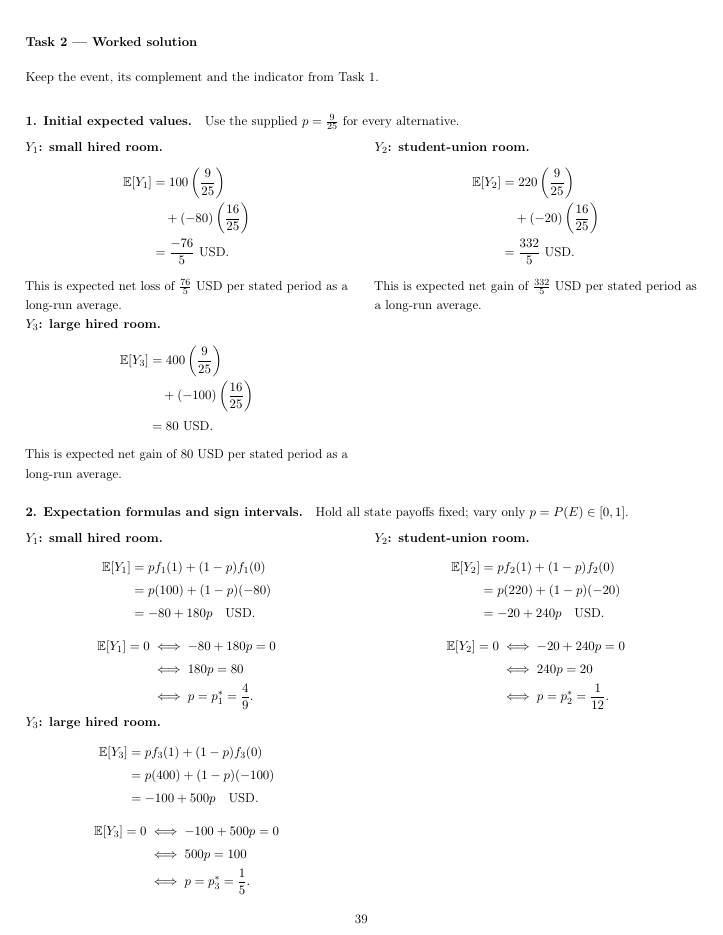 Task 2 — Worked solution
Keep the event, its complement and the indicator from Task 1.
1. Initial expected values. Use the supplied p = 9/25 for every alternative.
Y₁: small hired room.
𝔼[Y₁] = 100 (9/25)
+ (−80) (16/25)
= −76/5 USD.
This is expected net loss of 76/5 USD per stated period as a
long-run average.
Y₂: student-union room.
𝔼[Y₂] = 220 (9/25)
+ (−20) (16/25)
= 332/5 USD.
This is expected net gain of 332/5 USD per stated period as
a long-run average.
Y₃: large hired room.
𝔼[Y₃] = 400 (9/25)
+ (−100) (16/25)
= 80 USD.
This is expected net gain of 80 USD per stated period as a
long-run average.
2. Expectation formulas and sign intervals. Hold all state payoffs fixed; vary only p = P(E) ∈ [0, 1].
Y₁: small hired room.
𝔼[Y₁] = pf₁(1) + (1 − p)f₁(0)
= p(100) + (1 − p)(−80)
= −80 + 180p USD.
𝔼[Y₁] = 0 ⟺ −80 + 180p = 0
⟺ 180p = 80
⟺ p = p₁* = 4/9.
Y₂: student-union room.
𝔼[Y₂] = pf₂(1) + (1 − p)f₂(0)
= p(220) + (1 − p)(−20)
= −20 + 240p USD.
𝔼[Y₂] = 0 ⟺ −20 + 240p = 0
⟺ 240p = 20
⟺ p = p₂* = 1/12.
Y₃: large hired room.
𝔼[Y₃] = pf₃(1) + (1 − p)f₃(0)
= p(400) + (1 − p)(−100)
= −100 + 500p USD.
𝔼[Y₃] = 0 ⟺ −100 + 500p = 0
⟺ 500p = 100
⟺ p = p₃* = 1/5.
39